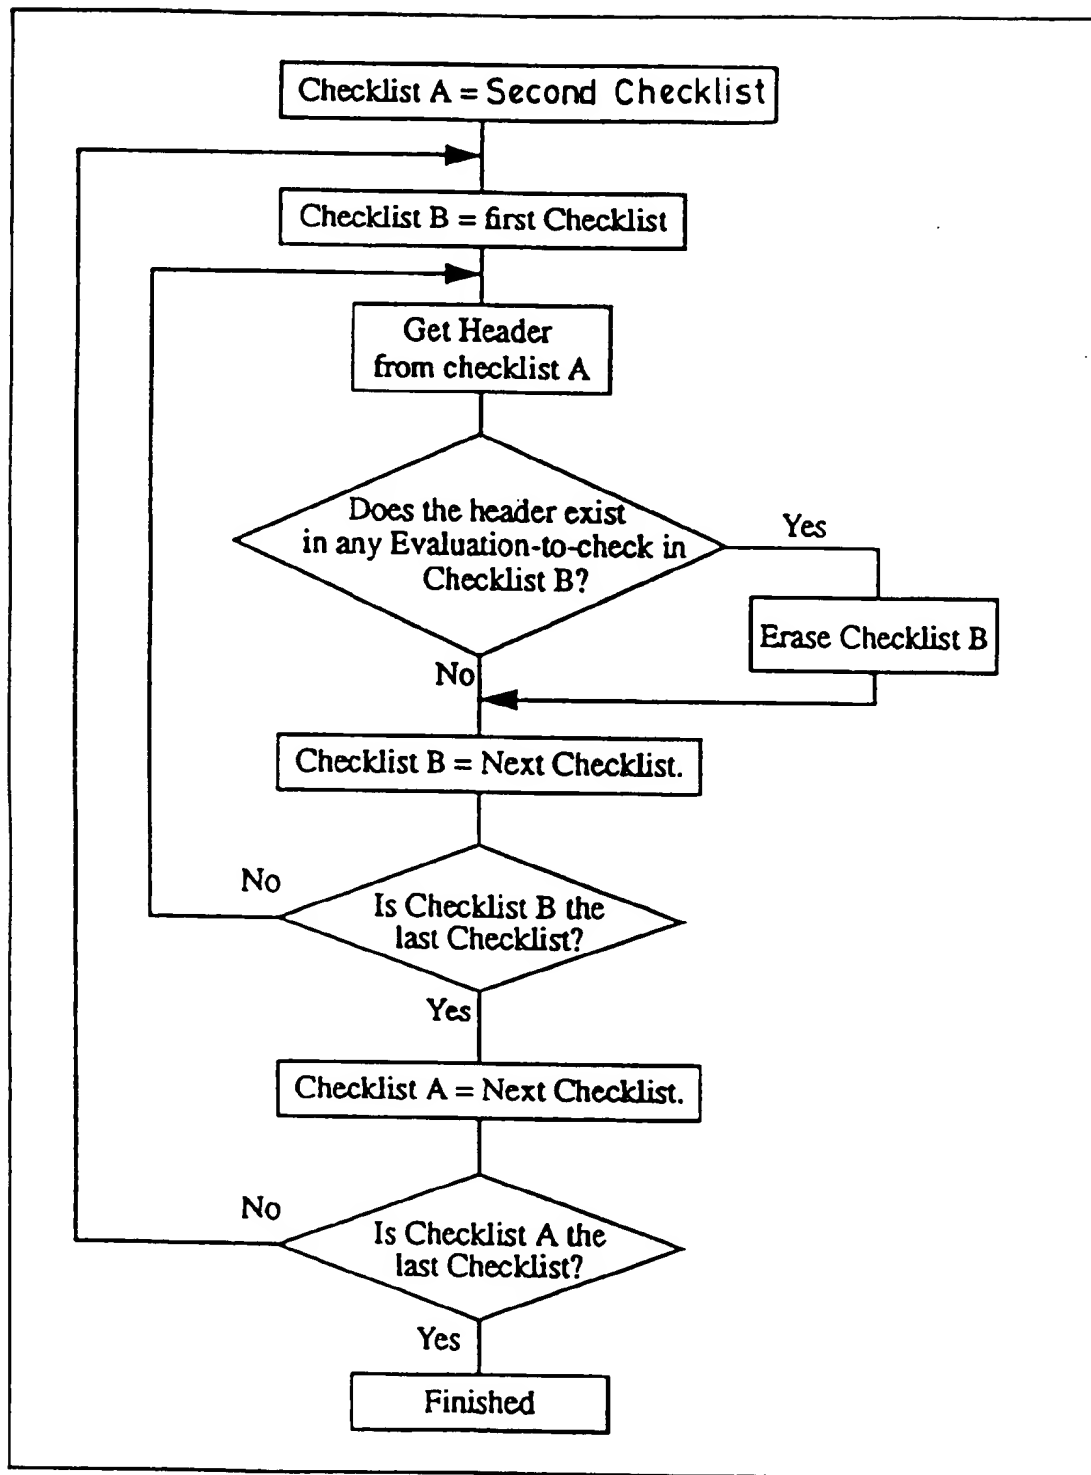 Checklist A = Second Checklist
Checklist B = first Checklist
Get Header
from checklist A
Does the header exist
in any Evaluation-to-check in
Checklist B?
Yes
Erase Checklist B
No
Checklist B = Next Checklist.
No
Is Checklist B the
last Checklist?
Yes
Checklist A = Next Checklist.
No
Is Checklist A the
last Checklist?
Yes
Finished